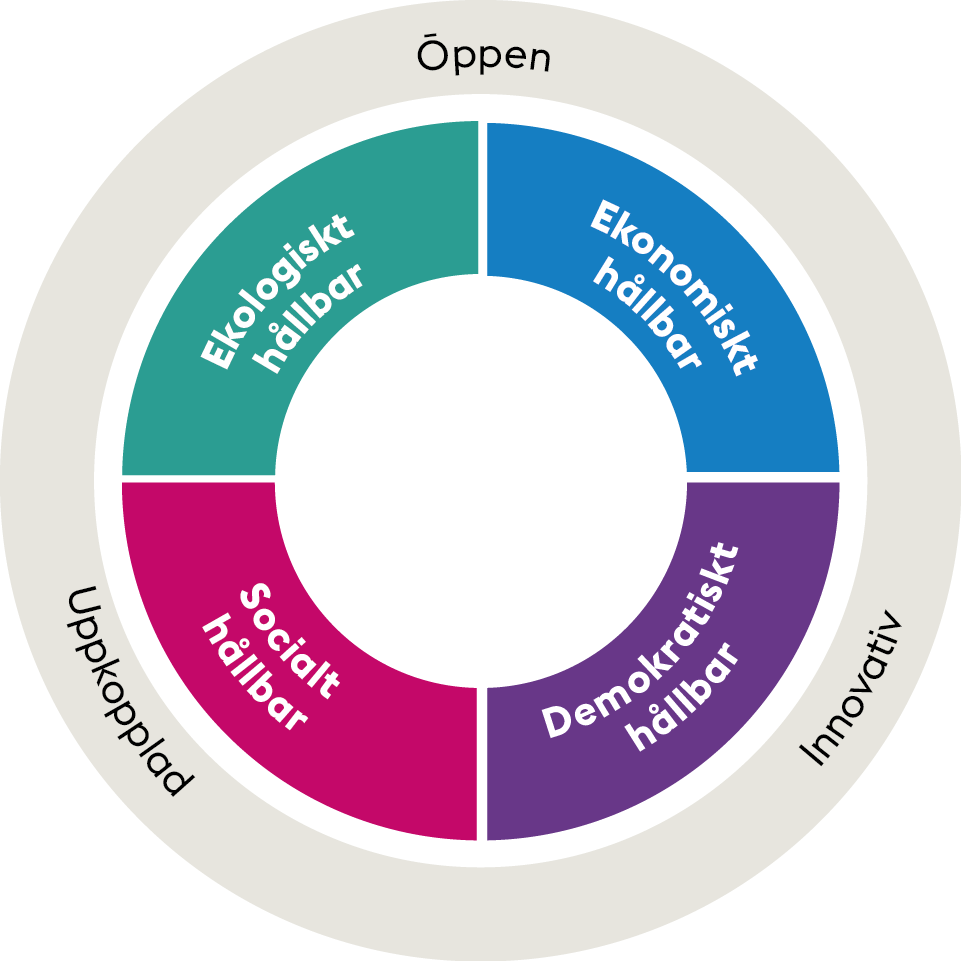 Öppen
Ekologiskt
hållbar
Ekonomiskt
hållbar
Socialt
hållbar
Demokratiskt
hållbar
Uppkopplad
Innovativ